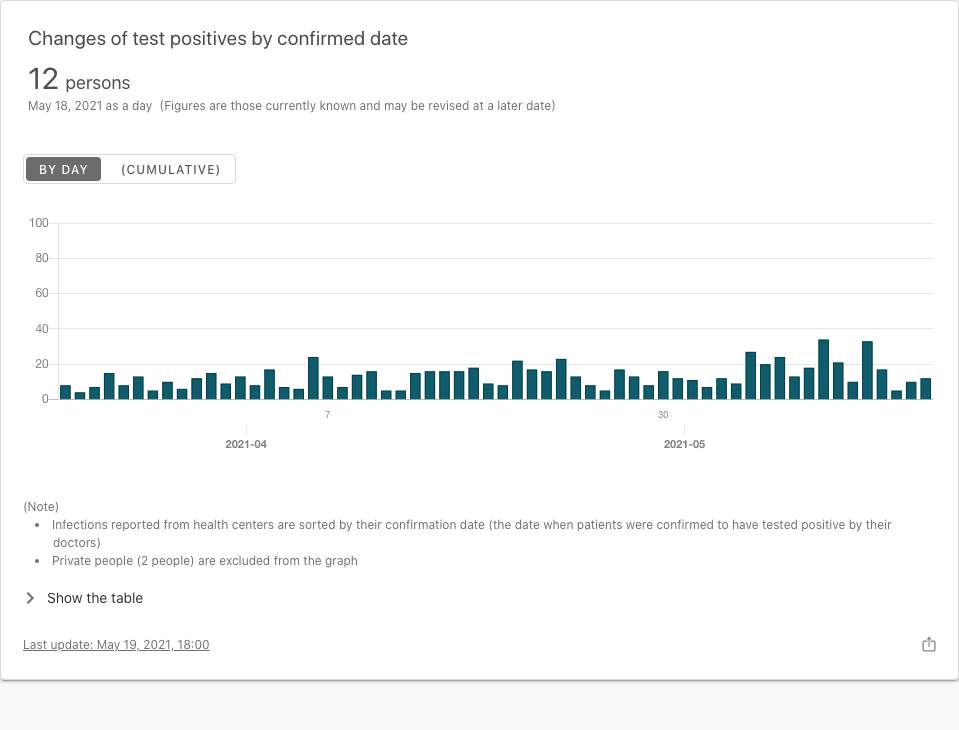 Changes of test positives by confirmed date
12 persons
May 18, 2021 as a day (Figures are those currently known and may be revised at a later date)
BY DAY (CUMULATIVE)
100
80
60
40
20
0
7 30
2021-04 2021-05
(Note)
• Infections reported from health centers are sorted by their confirmation date (the date when patients were confirmed to have tested positive by their
doctors)
• Private people (2 people) are excluded from the graph
Show the table
Last update: May 19, 2021, 18:00